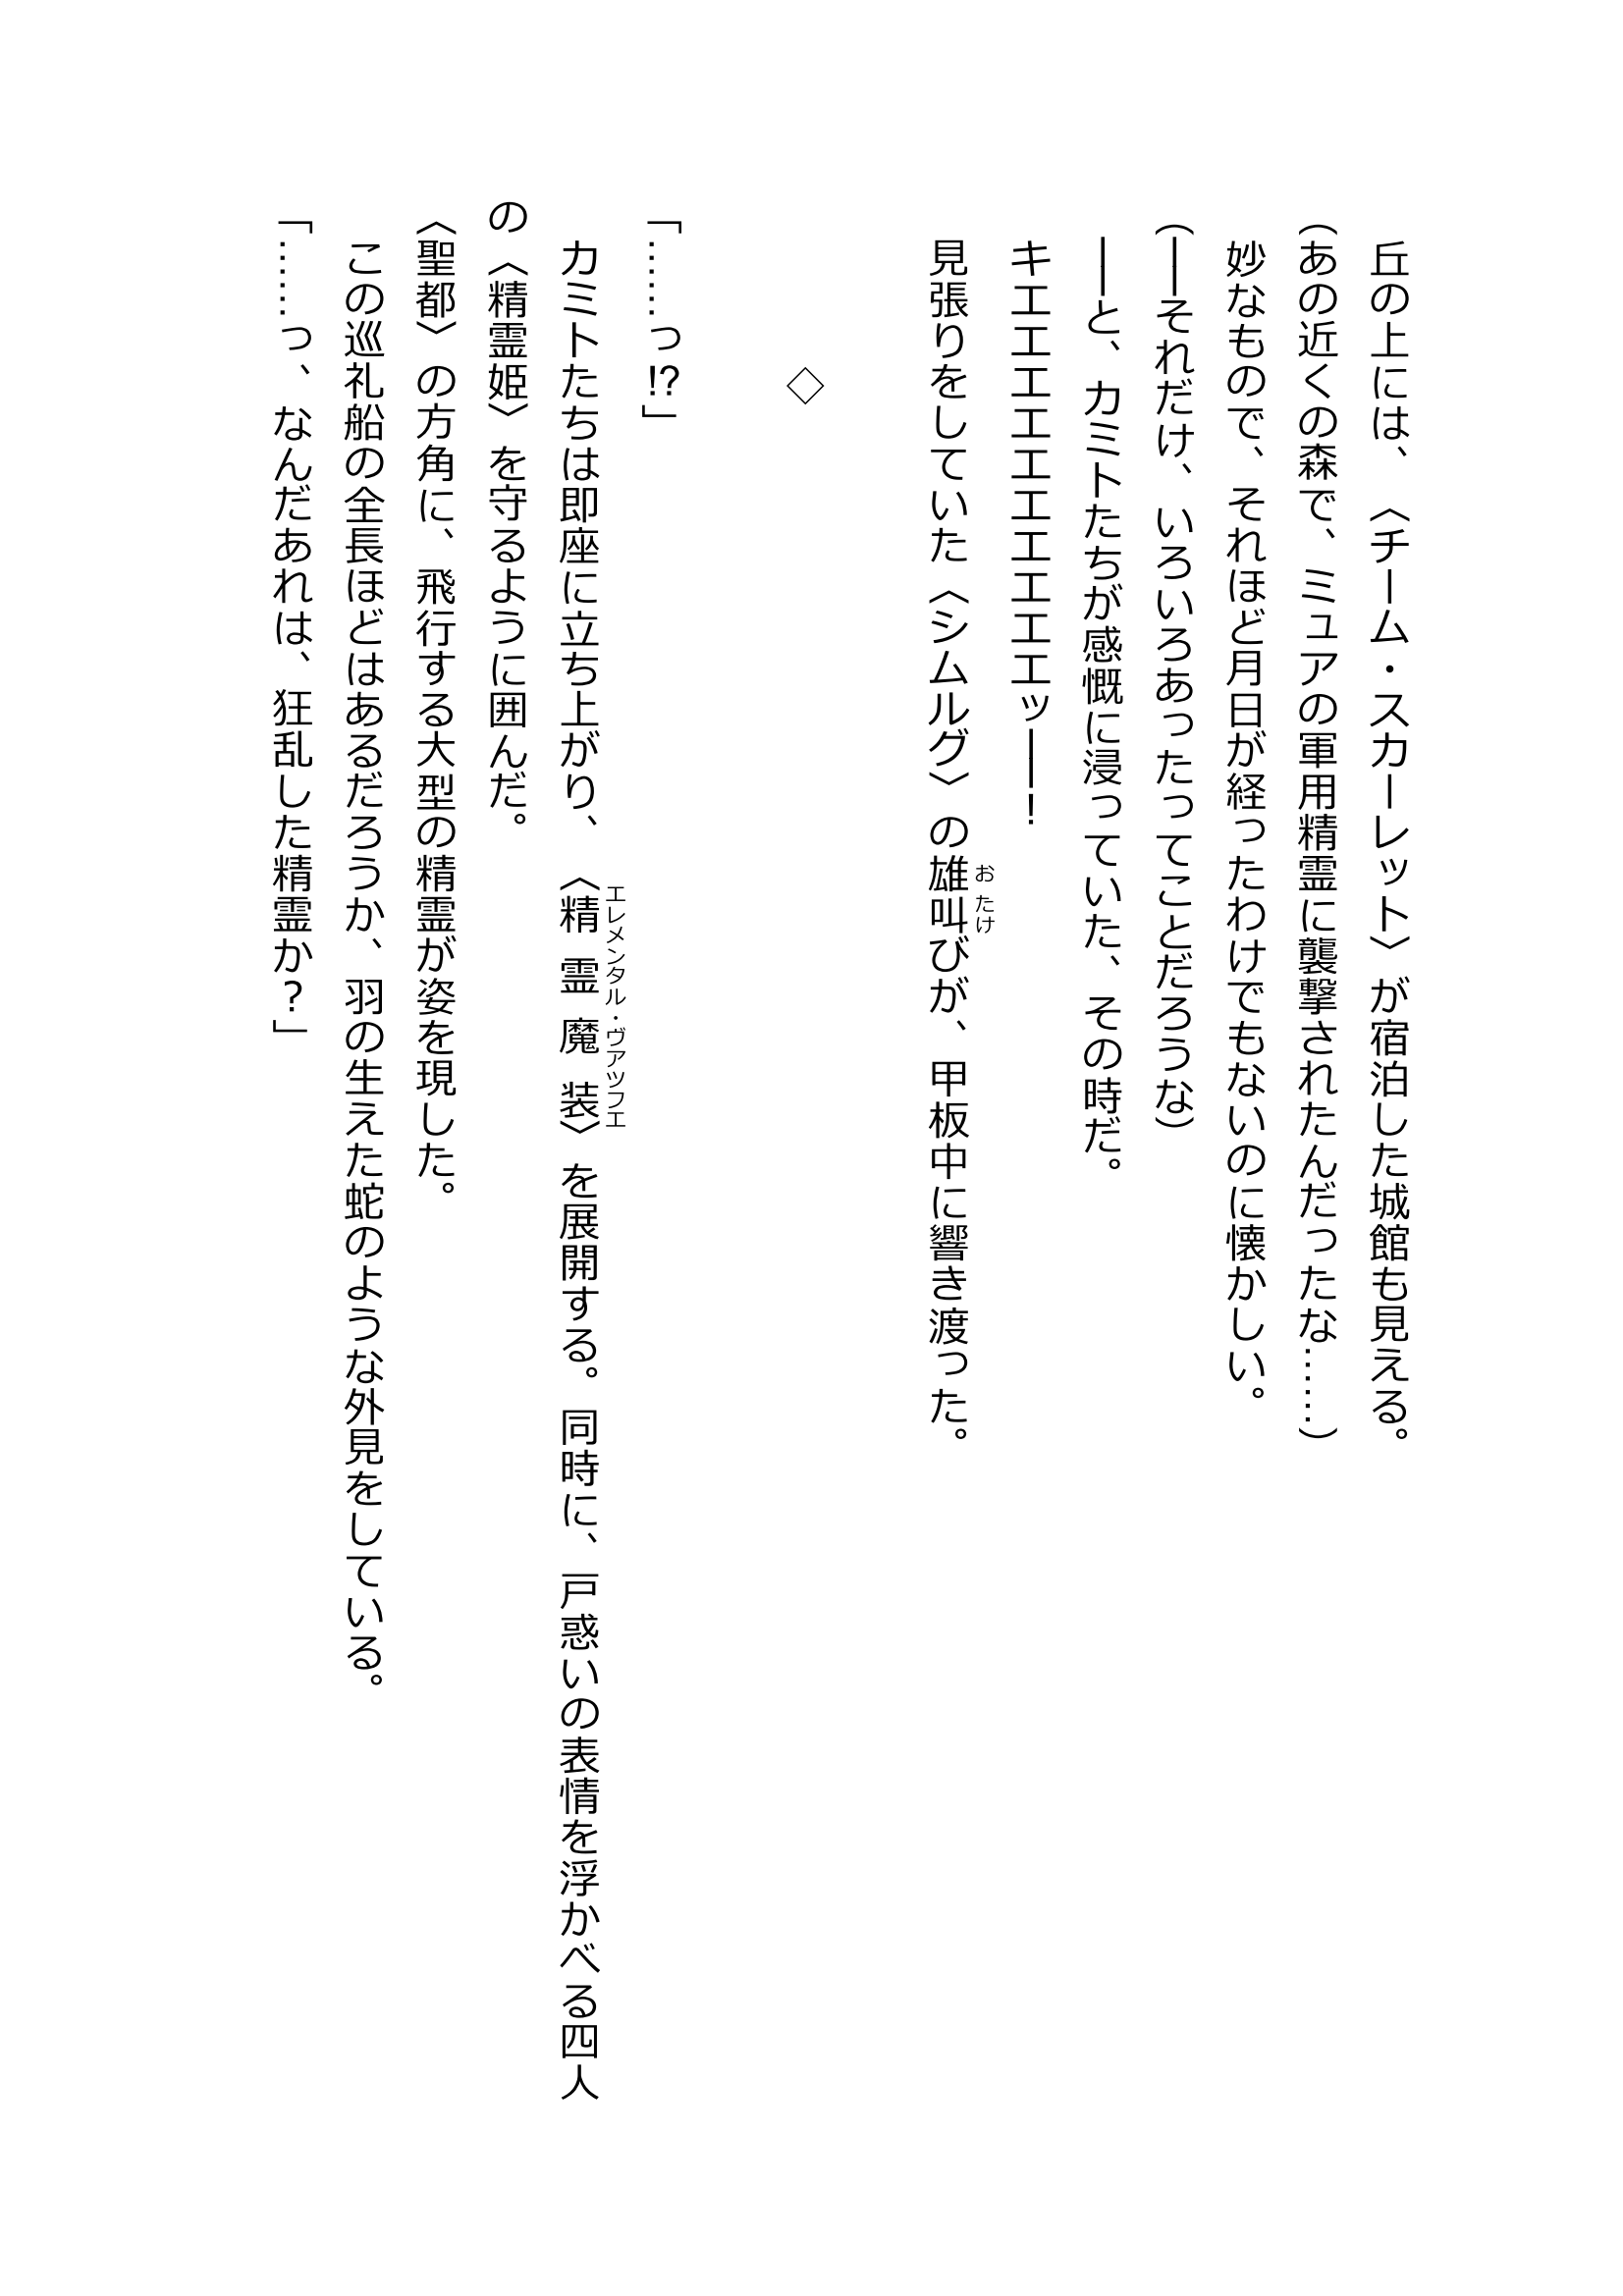 丘の上には、〈チーム・スカーレット〉が宿泊した城館も見える。
（あの近くの森で、ミュアの軍用精霊に襲撃されたんだったな……）
　妙なもので、それほど月日が経ったわけでもないのに懐かしい。
（――それだけ、いろいろあったってことだろうな）
　――と、カミトたちが感慨に浸っていた、その時だ。
　キエエエエエエエエエエッ――！
　見張りをしていた〈シムルグ〉の雄叫びが、甲板中に響き渡った。
おたけ
◇
「……っ!?」
　カミトたちは即座に立ち上がり、〈精霊魔装〉を展開する。同時に、戸惑いの表情を浮かべる四人
エレメンタル・ヴアツフエ
の〈精霊姫〉を守るように囲んだ。
〈聖都〉の方角に、飛行する大型の精霊が姿を現した。
　この巡礼船の全長ほどはあるだろうか、羽の生えた蛇のような外見をしている。
「……っ、なんだあれは、狂乱した精霊か？」